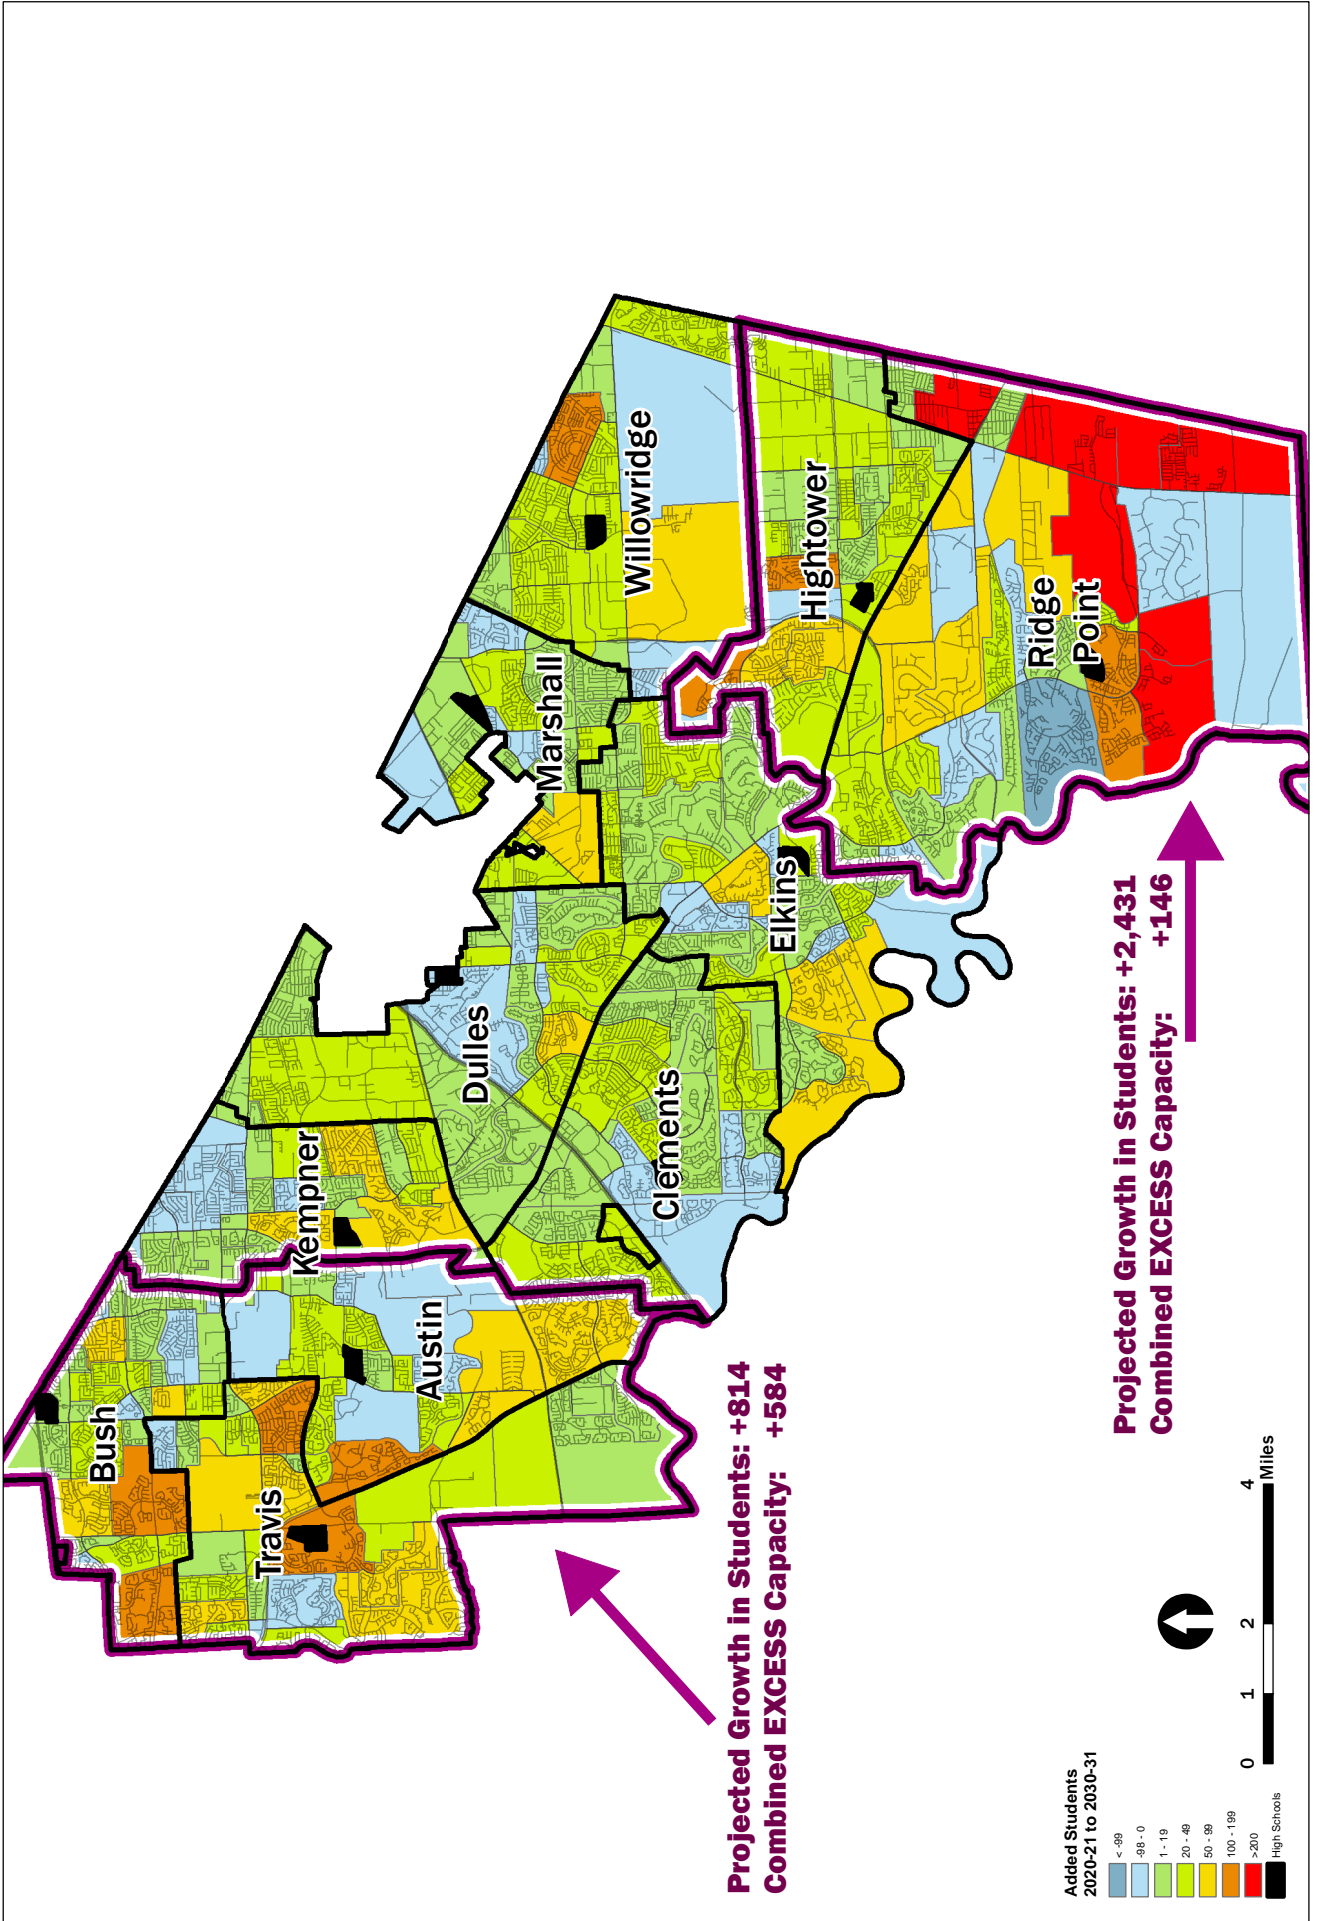 Bush
Travis
Austin
Kempner
Dulles
Clements
Elkins
Marshall
Willowridge
Hightower
Ridge
Point
Projected Growth in Students: +814
Combined EXCESS Capacity: +584
Projected Growth in Students: +2,431
Combined EXCESS Capacity: +146
Added Students
2020-21 to 2030-31
< -99
-98 - 0
1 - 19
20 - 49
50 - 99
100 - 199
>200
High Schools
0 1 2 4
Miles